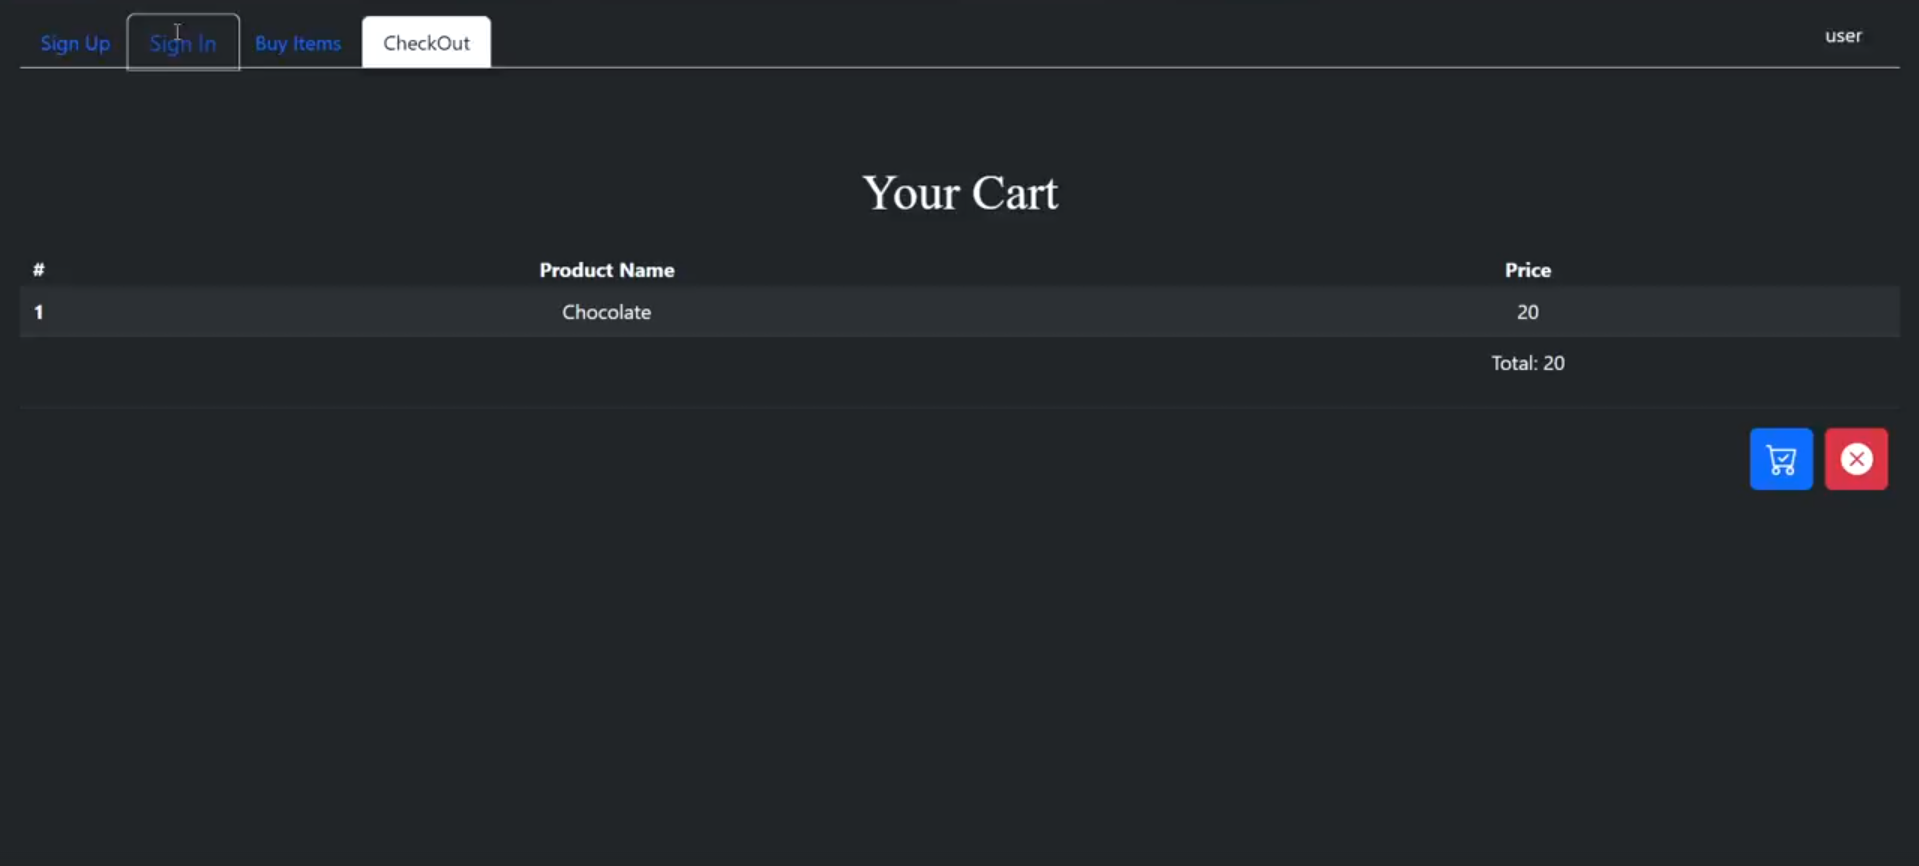 Sign Up Sign In Buy Items CheckOut user
Your Cart
# Product Name Price
1 Chocolate 20
Total: 20